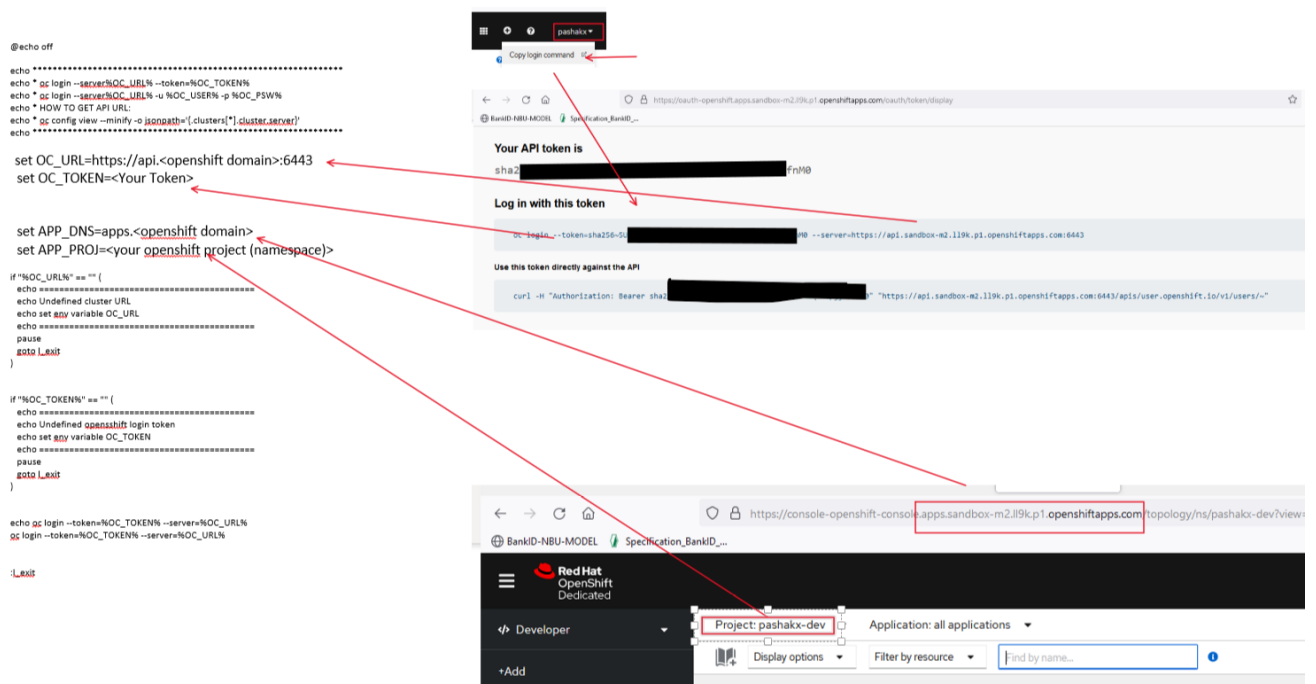 @echo off
echo *****************************************************************
echo * oc login --server%OC_URL% --token=%OC_TOKEN%
echo * oc login --server%OC_URL% -u %OC_USER% -p %OC_PSW%
echo * HOW TO GET API URL:
echo * oc config view --minify -o jsonpath='{.clusters[*].cluster.server}'
echo *****************************************************************
set OC_URL=https://api.<openshift domain>:6443
set OC_TOKEN=<Your Token>
set APP_DNS=apps.<openshift domain>
set APP_PROJ=<your openshift project (namespace)>
if "%OC_URL%" == "" (
echo ============================================
echo Undefined cluster URL
echo set env variable OC_URL
echo ============================================
pause
goto l_exit
)
if "%OC_TOKEN%" == "" (
echo ============================================
echo Undefined opensshift login token
echo set env variable OC_TOKEN
echo ============================================
pause
goto l_exit
)
echo oc login --token=%OC_TOKEN% --server=%OC_URL%
oc login --token=%OC_TOKEN% --server=%OC_URL%
:l_exit
pashakx
Copy login command
https://oauth-openshift.apps.sandbox-m2.ll9k.p1.openshiftapps.com/oauth/token/display
BankID-NBU-MODEL Specification_BankID_...
Your API token is
sha2 fnM0
Log in with this token
oc login --token=sha256~5U M0 --server=https://api.sandbox-m2.ll9k.p1.openshiftapps.com:6443
Use this token directly against the API
curl -H "Authorization: Bearer sha2 0" "https://api.sandbox-m2.ll9k.p1.openshiftapps.com:6443/apis/user.openshift.io/v1/users/~"
https://console-openshift-console.apps.sandbox-m2.ll9k.p1.openshiftapps.com/topology/ns/pashakx-dev?view=
BankID-NBU-MODEL Specification_BankID_...
Red Hat
OpenShift
Dedicated
Developer
Project: pashakx-dev Application: all applications
Display options Filter by resource Find by name...
+Add